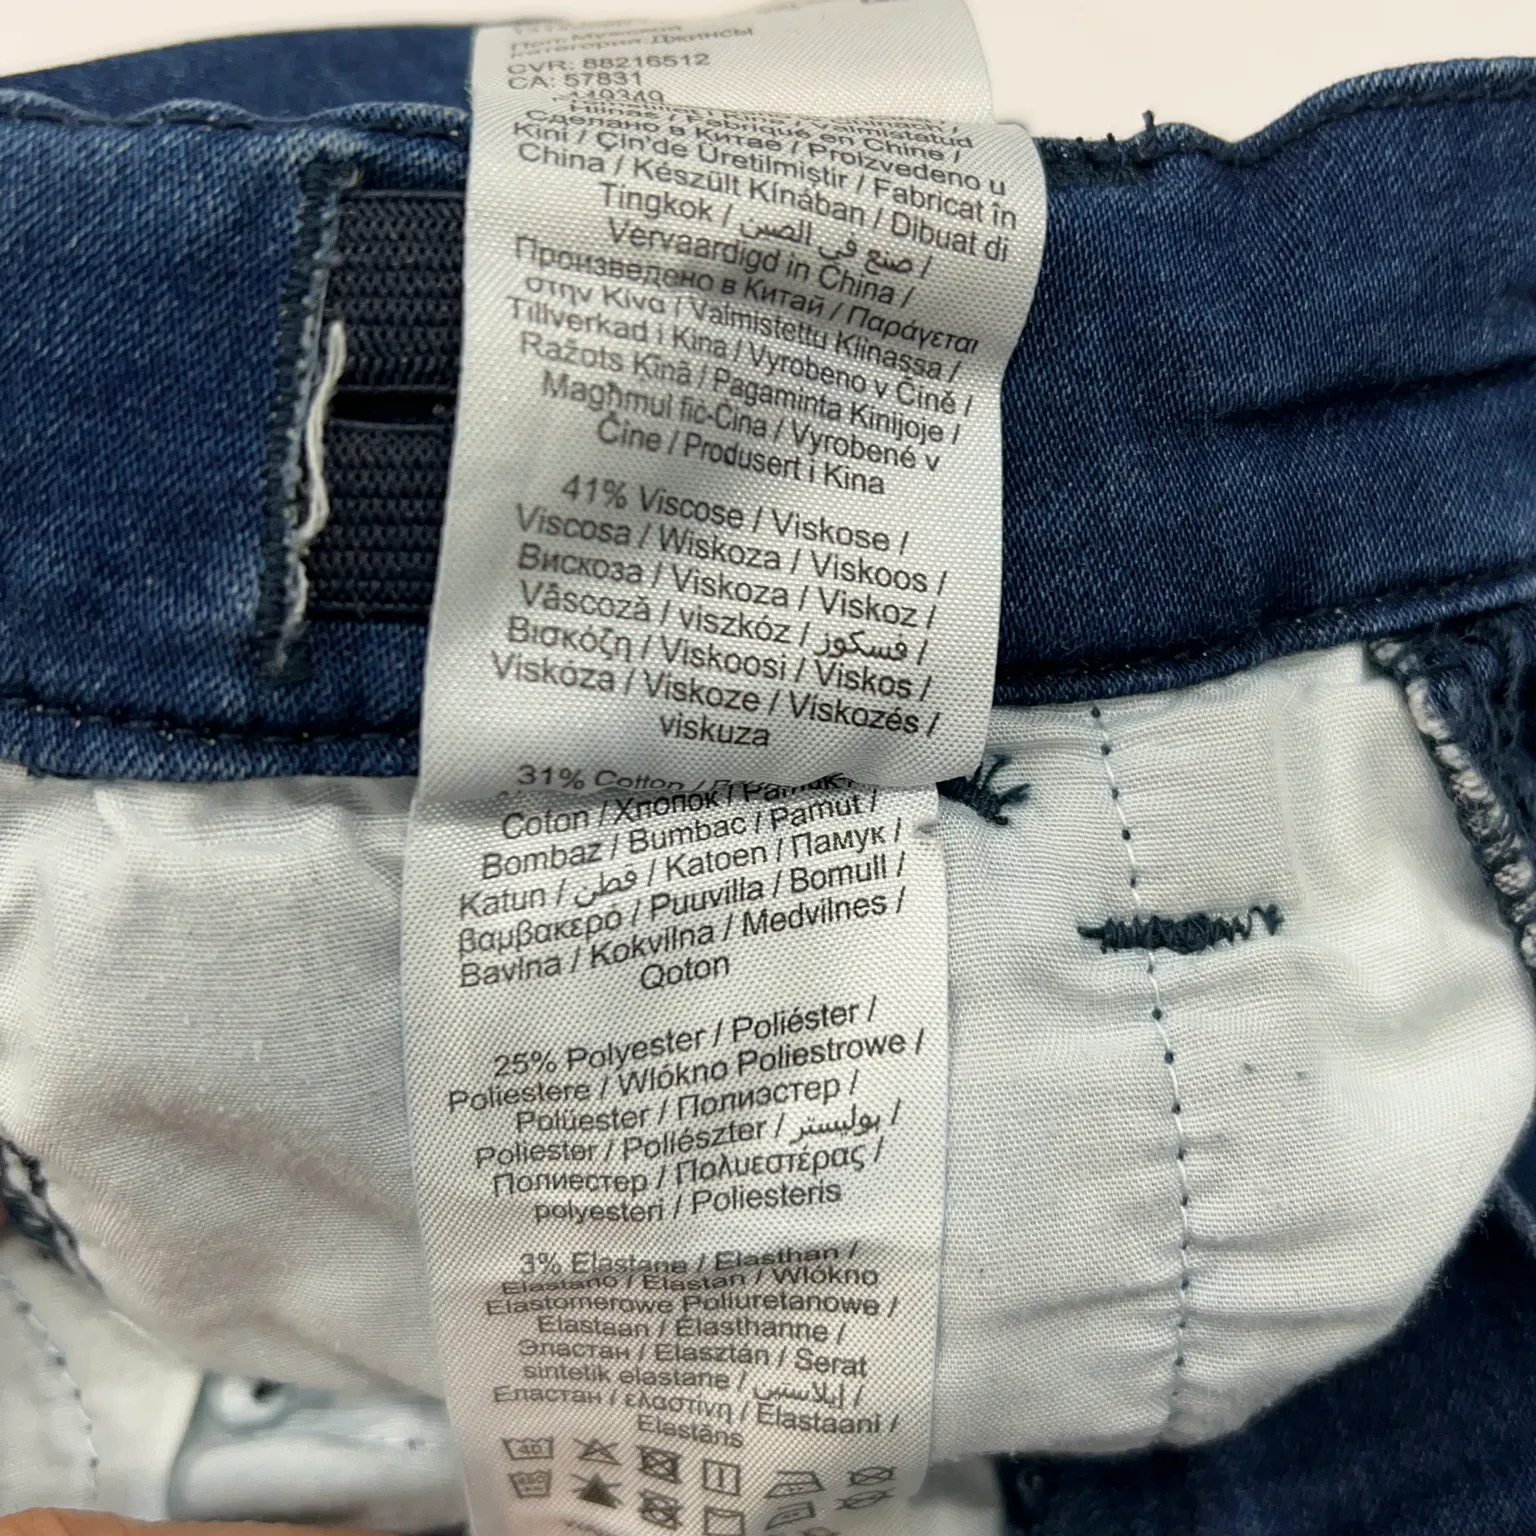 Пол: Мужской
категория: Джинсы
CVR: 88216512
CA: 57831
449349
Hiinas / Fabriqué en Chine /
Сделано в Китае / Proizvedeno u
Kini / Çin'de Üretilmiştir / Fabricat în
China / Készült Kínában / Dibuat di
Tingkok / صنع في الصين /
Vervaardigd in China /
Произведено в Китай / Παράγεται
στην Κίνα / Valmistettu Kiinassa /
Tillverkad i Kina / Vyrobeno v Číně /
Ražots Ķīnā / Pagaminta Kinijoje /
Magħmul fiċ-Ċina / Vyrobené v
Číne / Produsert i Kina
41% Viscose / Viskose /
Viscosa / Wiskoza / Viskoos /
Вискоза / Viskoza / Viskoz /
Vâscoză / viszkóz / فسكوز /
Βισκόζη / Viskoosi / Viskos /
Viskóza / Viskoze / Viskozés /
viskuza
31% Cotton /
Coton / Хлопок / Pamuk /
Bombaz / Bumbac / Pamut /
Katun / قطن / Katoen / Памук /
βαμβακερό / Puuvilla / Bomull /
Bavlna / Kokvilna / Medvilnes /
Qoton
25% Polyester / Poliéster /
Poliestere / Wlókno Poliestrowe /
Polüester / Полиэстер /
Poliester / Poliészter / بوليستر /
Полиестер / Πολυεστέρας /
polyesteri / Poliesteris
3% Elastane / Elasthan /
Elastano / Elastan / Wlókno
Elastomerowe Poliuretanowe /
Elastaan / Élasthanne /
Эластан / Elasztán / Serat
sintelik elastane / إيلاستين /
Еластан / ελαστίνη / Elastaani /
Elastāns
40